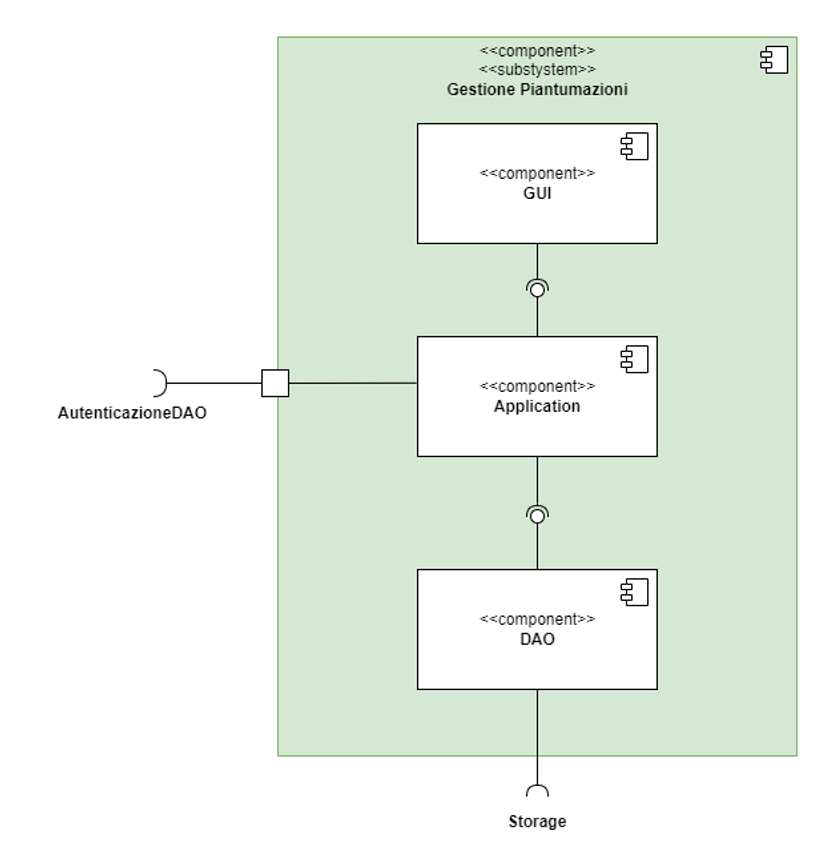 <<component>>
<<substystem>>
Gestione Piantumazioni
<<component>>
GUI
<<component>>
Application
AutenticazioneDAO
<<component>>
DAO
Storage